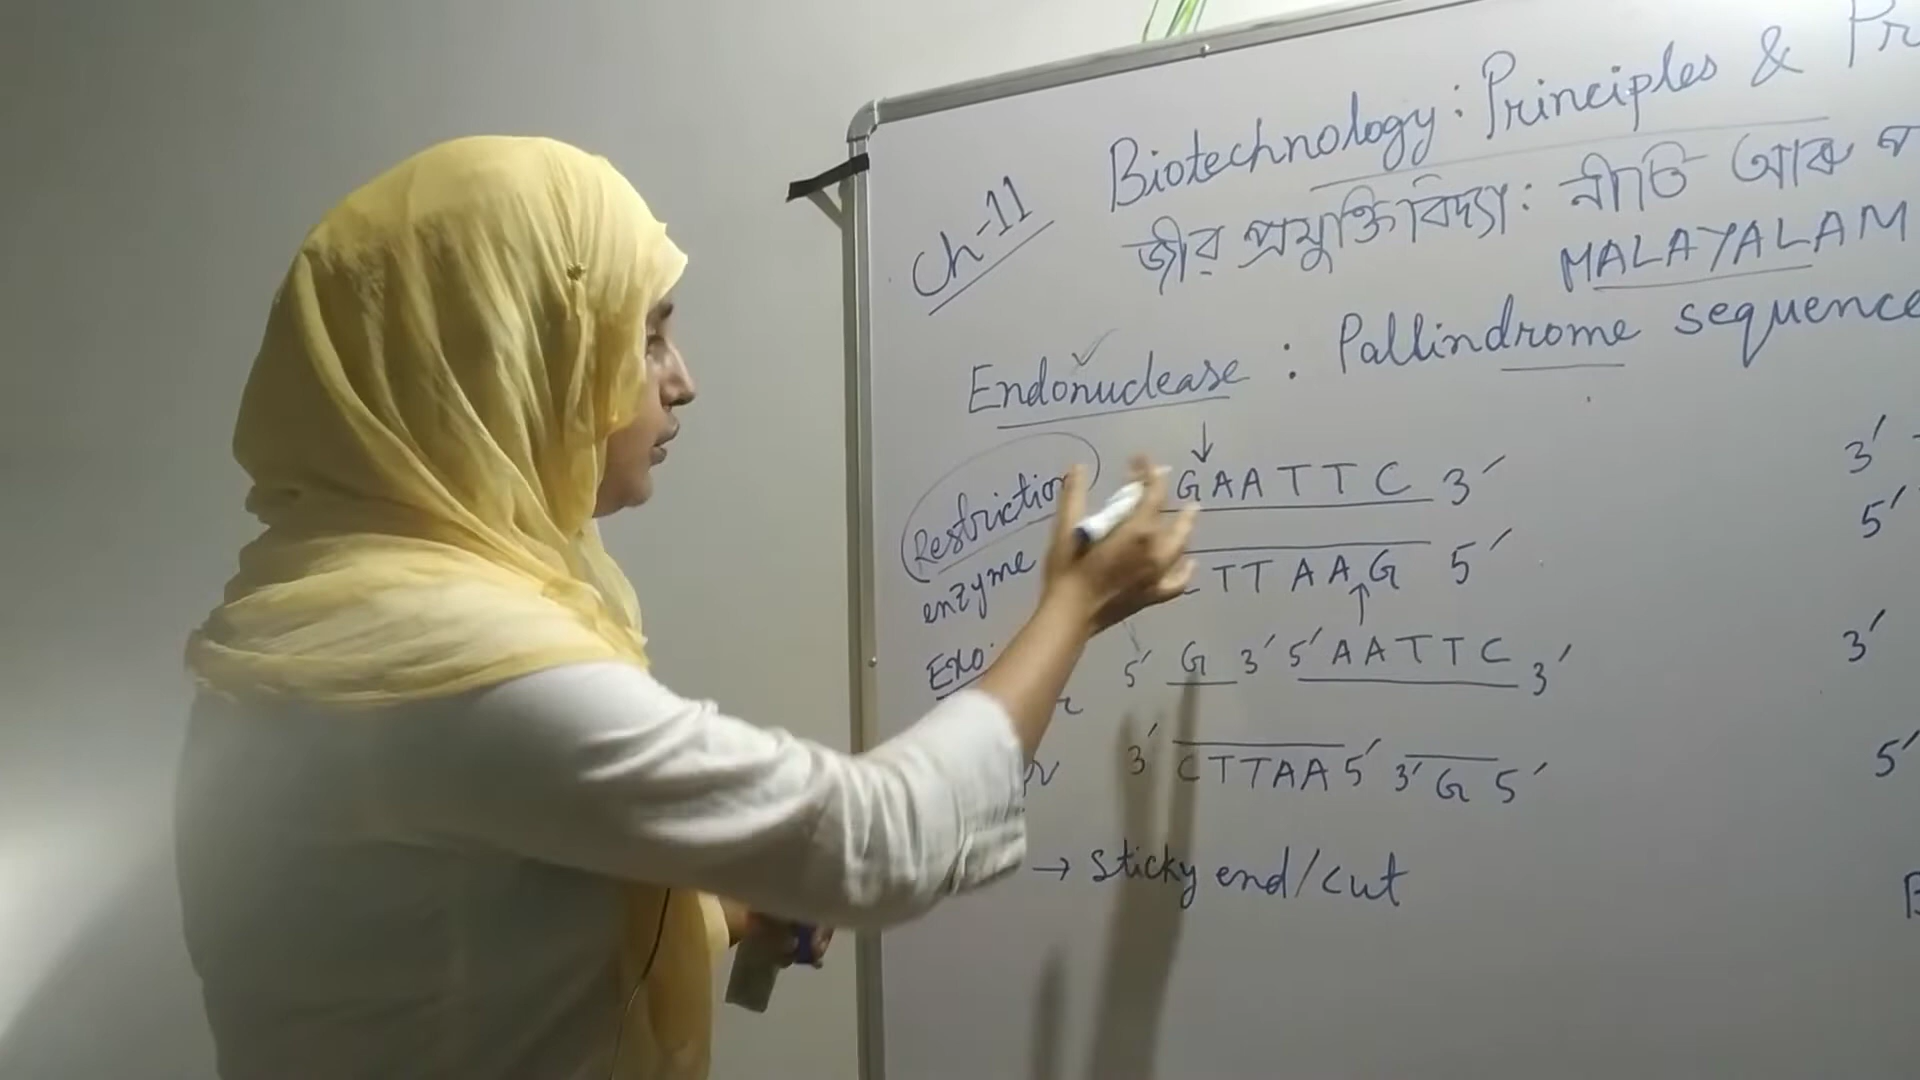 Ch-11
Biotechnology : Principles & Pr
জীৱ প্ৰযুক্তিবিদ্যা : নীতি আৰু
MALAYALAM
Endonuclease : Pallindrome sequence
↓
Restriction
enzyme
GAATTC 3′
3′
5′
TTAAG 5′
↑
Exo
5′ G 3′ 5′ AATTC 3′
3′
3′ CTTAA 5′ 3′ G 5′
5′
→ Sticky end/cut